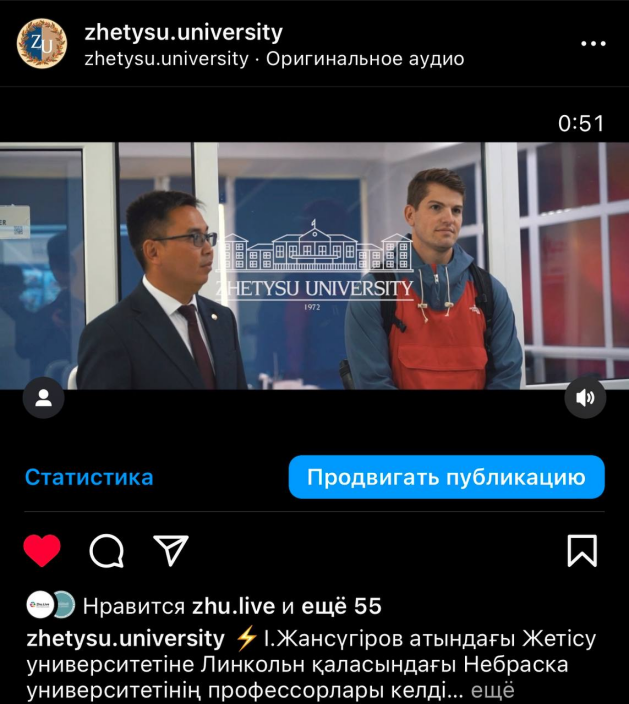 ZU
zhetysu.university
zhetysu.university · Оригинальное аудио
0:51
ZHETYSU UNIVERSITY
1972
Статистика
Продвигать публикацию
Нравится zhu.live и ещё 55
zhetysu.university ⚡ І.Жансүгіров атындағы Жетісу
университетіне Линкольн қаласындағы Небраска
университетінің профессорлары келді... ещё